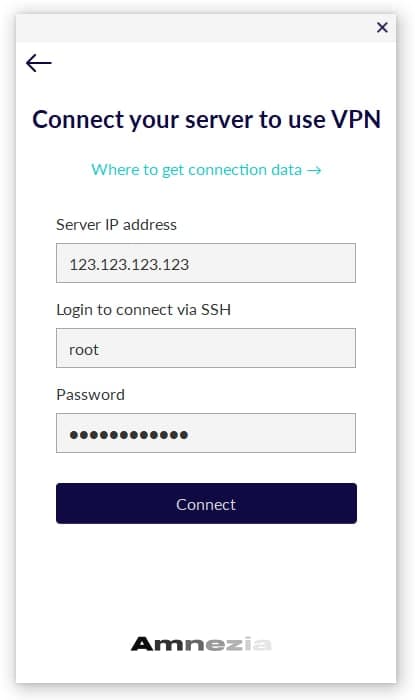 Connect your server to use VPN
Where to get connection data →
Server IP address
123.123.123.123
Login to connect via SSH
root
Password
●●●●●●●●●●●●
Connect
Amnezia